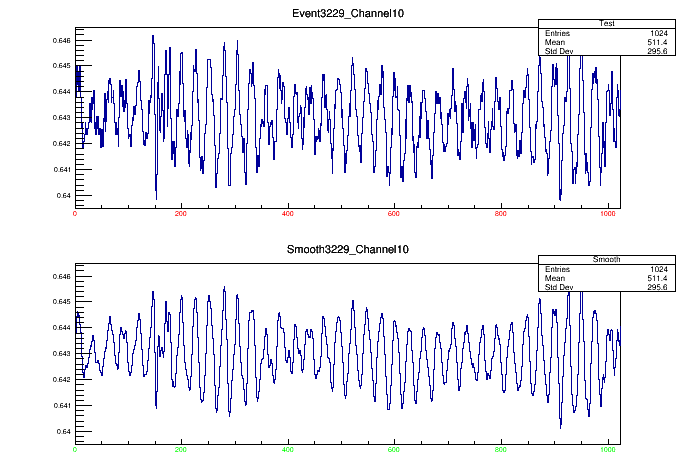 Event3229_Channel10
Test
Entries 1024
Mean 511.4
Std Dev 295.6
0.646
0.645
0.644
0.643
0.642
0.641
0.64
0 200 400 600 800 1000
Smooth3229_Channel10
Smooth
Entries 1024
Mean 511.4
Std Dev 295.6
0.646
0.645
0.644
0.643
0.642
0.641
0.64
0 200 400 600 800 1000